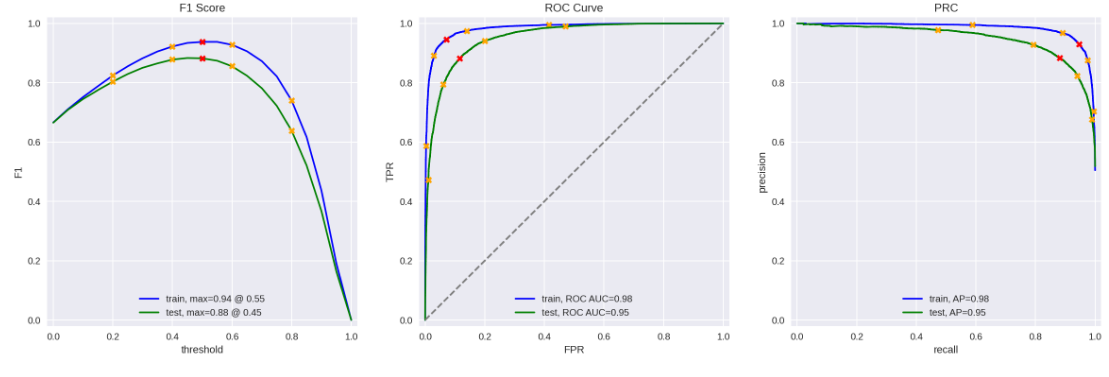 F1 Score
F1
1.0
0.8
0.6
0.4
0.2
0.0
train, max=0.94 @ 0.55
test, max=0.88 @ 0.45
0.0 0.2 0.4 0.6 0.8 1.0
threshold
ROC Curve
TPR
1.0
0.8
0.6
0.4
0.2
0.0
train, ROC AUC=0.98
test, ROC AUC=0.95
0.0 0.2 0.4 0.6 0.8 1.0
FPR
PRC
precision
1.0
0.8
0.6
0.4
0.2
0.0
train, AP=0.98
test, AP=0.95
0.0 0.2 0.4 0.6 0.8 1.0
recall